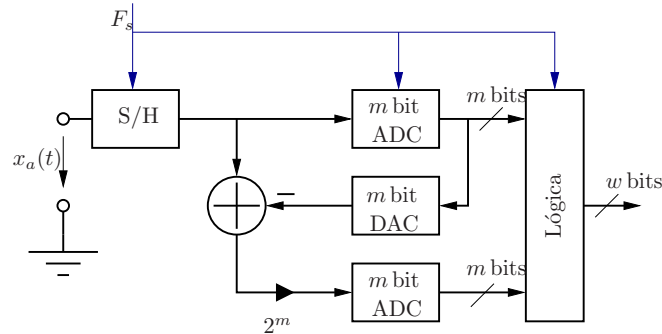 F_s
S/H
m bit
ADC
m bits
x_a(t)
−
m bit
DAC
Lógica
w bits
m bit
ADC
m bits
2^m